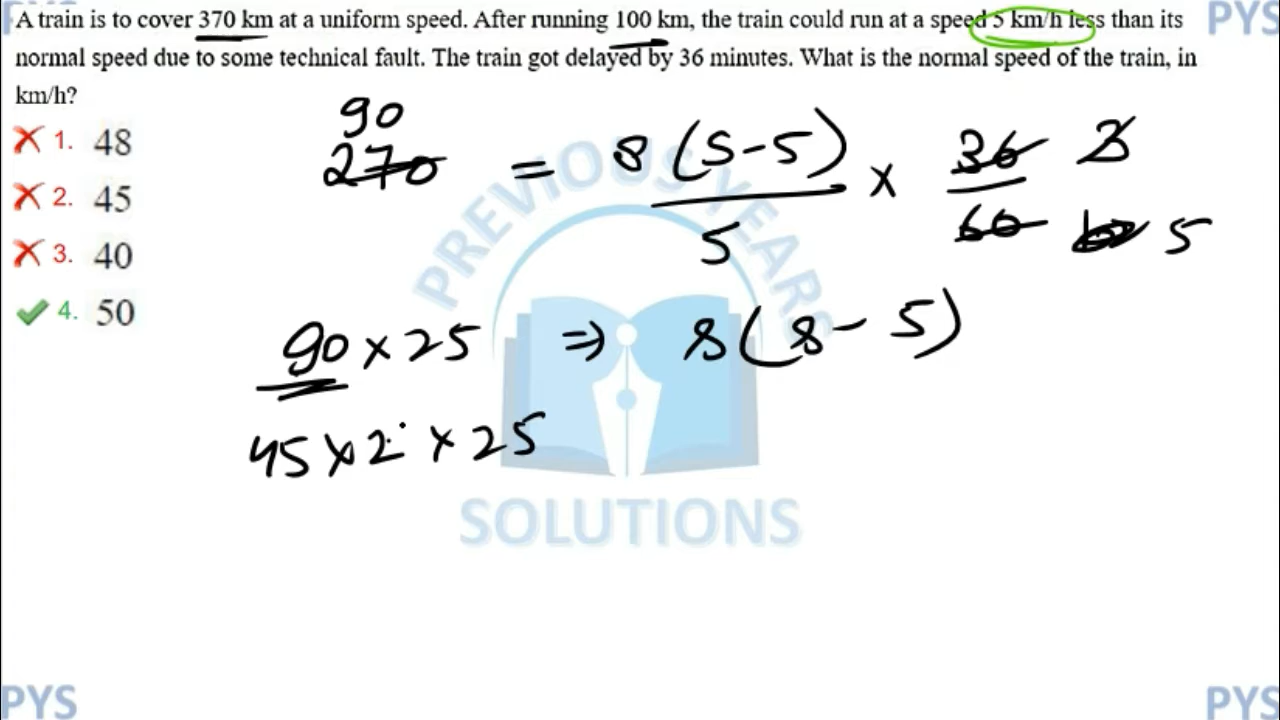 PYS
PYS
A train is to cover 370 km at a uniform speed. After running 100 km, the train could run at a speed 5 km/h less than its
normal speed due to some technical fault. The train got delayed by 36 minutes. What is the normal speed of the train, in
km/h?
1. 48
2. 45
3. 40
4. 50
90
270 = S (S-5) × 36 3
5 60 5
90 × 25 ⇒ S(S - 5)
45 × 2 × 25
PREVIOUS YEARS
SOLUTIONS
PYS
PYS